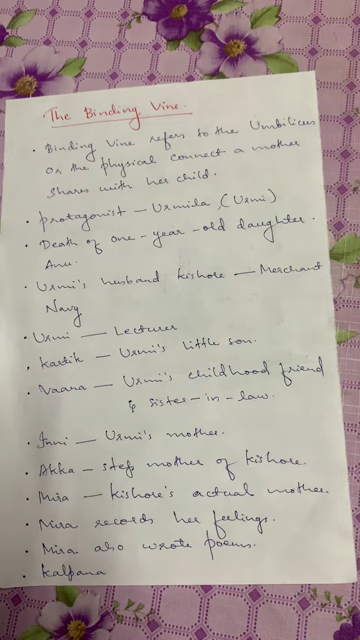 The Binding Vine.
. Binding Vine refers to the Umbilicus
Or the physical connect a mother
shares with her child.
. protagonist - Urmila (Urmi)
. Death of one-year-old daughter.
Anu.
. Urmi's husband kishore - Merchant
Navy
. Urmi - Lecturer
. Kartik - Urmi's little son.
. Vaana - Urmi's childhood friend
& sister-in-law.
. Inni - Urmi's mother.
. Akka - step mother of kishore.
. Mira - kishore's actual mother.
. Mira records her feelings.
. Mira also wrote poems.
. Kalpana